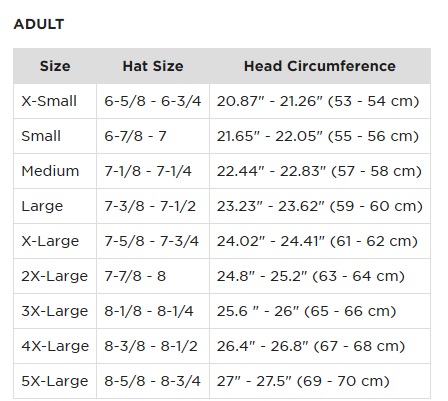 ADULT
Size Hat Size Head Circumference
X-Small 6-5/8 - 6-3/4 20.87" - 21.26" (53 - 54 cm)
Small 6-7/8 - 7 21.65" - 22.05" (55 - 56 cm)
Medium 7-1/8 - 7-1/4 22.44" - 22.83" (57 - 58 cm)
Large 7-3/8 - 7-1/2 23.23" - 23.62" (59 - 60 cm)
X-Large 7-5/8 - 7-3/4 24.02" - 24.41" (61 - 62 cm)
2X-Large 7-7/8 - 8 24.8" - 25.2" (63 - 64 cm)
3X-Large 8-1/8 - 8-1/4 25.6 " - 26" (65 - 66 cm)
4X-Large 8-3/8 - 8-1/2 26.4" - 26.8" (67 - 68 cm)
5X-Large 8-5/8 - 8-3/4 27" - 27.5" (69 - 70 cm)